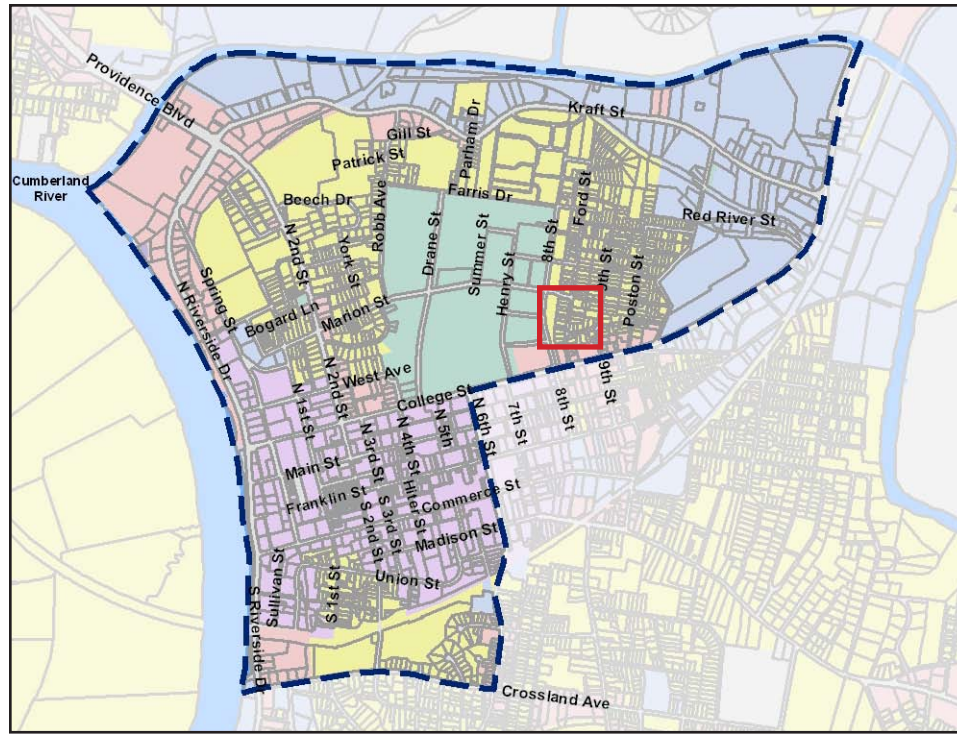 Providence Blvd
Kraft St
Gill St
Parham Dr
Patrick St
Cumberland
River
Beech Dr
Robb Ave
Farris Dr
Ford St
Red River St
N 2nd St
York St
Drane St
Summer St
8th St
Henry St
9th St
Poston St
Spring St
N Riverside Dr
Bogard Ln
Marion St
West Ave
N 2nd St
College St
N 1st St
N 3rd St
N 4th St
N 5th
N 6th St
7th St
8th St
9th St
Main St
Franklin St
Hiter St
Commerce St
S 2nd St
S 3rd St
Madison St
Sullivan St
S 1st St
Union St
S Riverside Dr
Crossland Ave